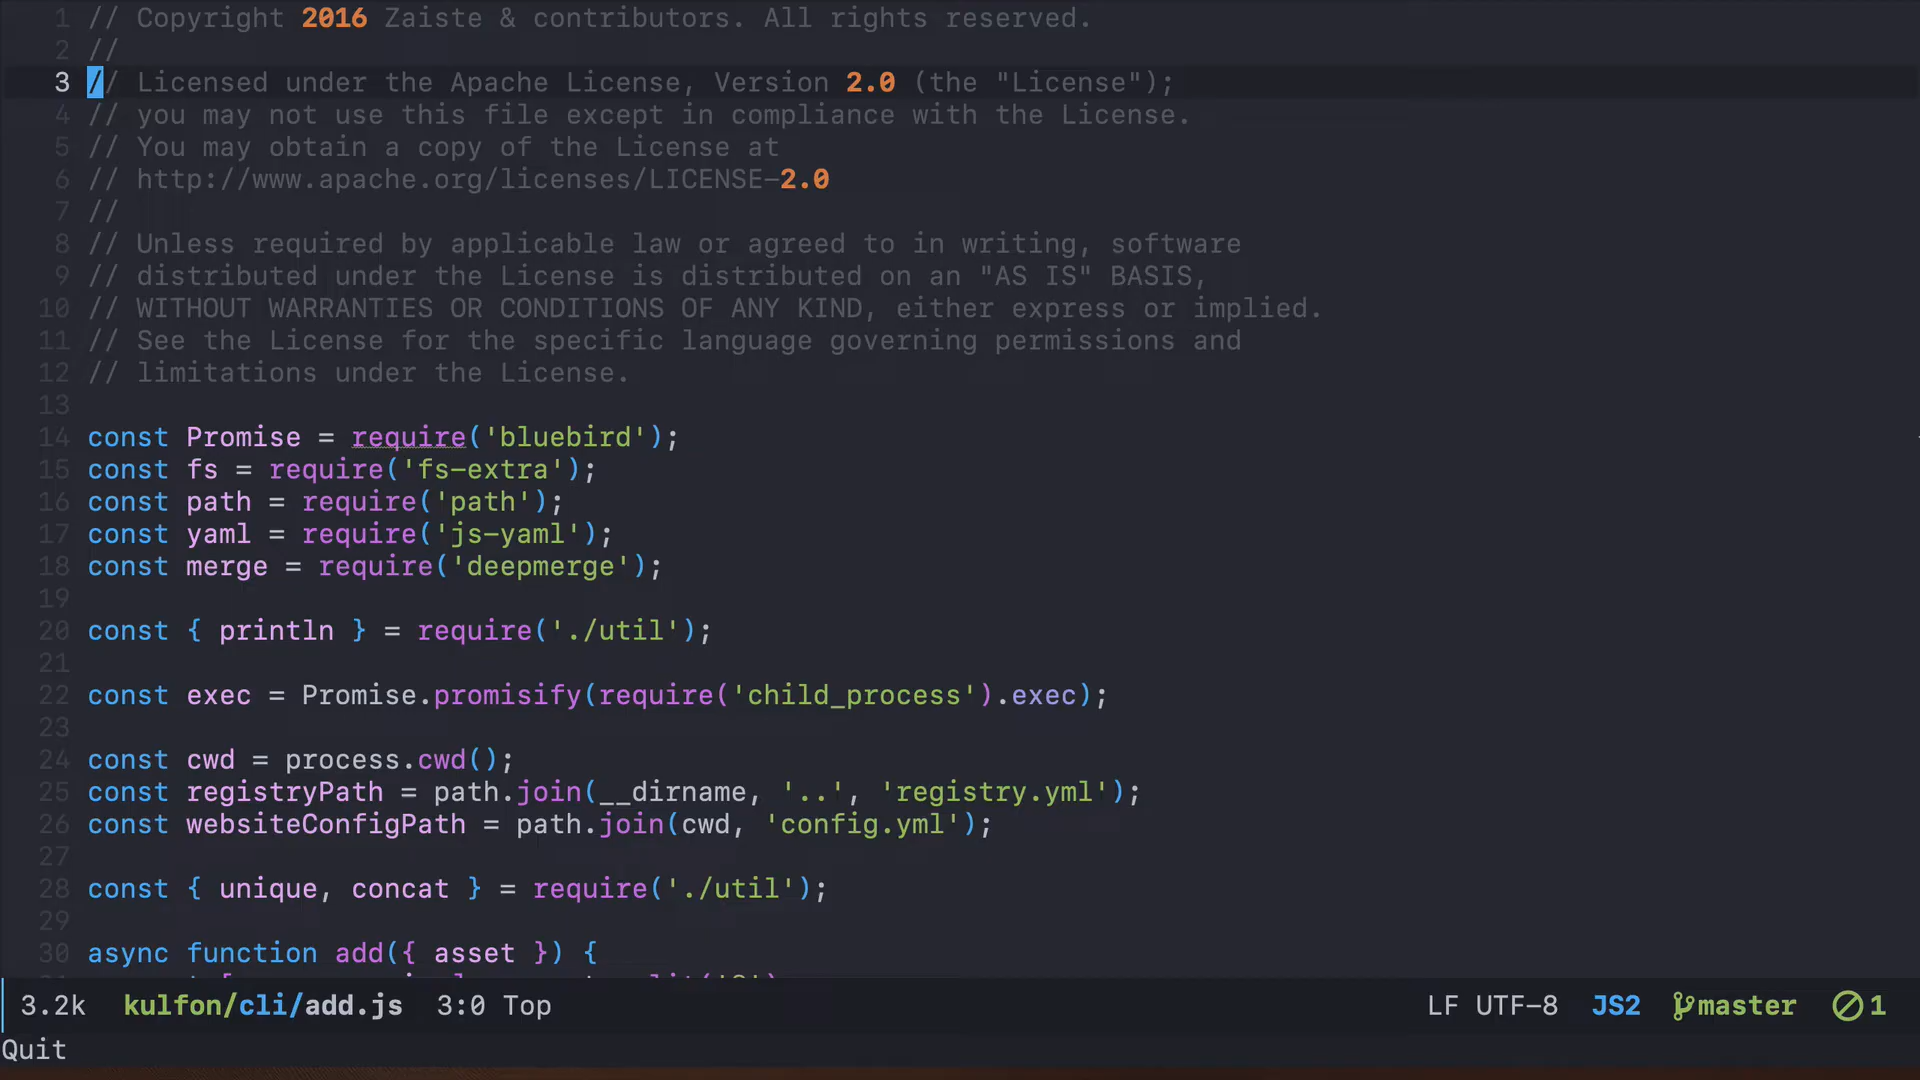 1 // Copyright 2016 Zaiste & contributors. All rights reserved.
2 //
3 // Licensed under the Apache License, Version 2.0 (the "License");
4 // you may not use this file except in compliance with the License.
5 // You may obtain a copy of the License at
6 // http://www.apache.org/licenses/LICENSE-2.0
7 //
8 // Unless required by applicable law or agreed to in writing, software
9 // distributed under the License is distributed on an "AS IS" BASIS,
10 // WITHOUT WARRANTIES OR CONDITIONS OF ANY KIND, either express or implied.
11 // See the License for the specific language governing permissions and
12 // limitations under the License.
13
14 const Promise = require('bluebird');
15 const fs = require('fs-extra');
16 const path = require('path');
17 const yaml = require('js-yaml');
18 const merge = require('deepmerge');
19
20 const { println } = require('./util');
21
22 const exec = Promise.promisify(require('child_process').exec);
23
24 const cwd = process.cwd();
25 const registryPath = path.join(__dirname, '..', 'registry.yml');
26 const websiteConfigPath = path.join(cwd, 'config.yml');
27
28 const { unique, concat } = require('./util');
29
30 async function add({ asset }) {
3.2k kulfon/cli/add.js 3:0 Top LF UTF-8 JS2 master 1
Quit